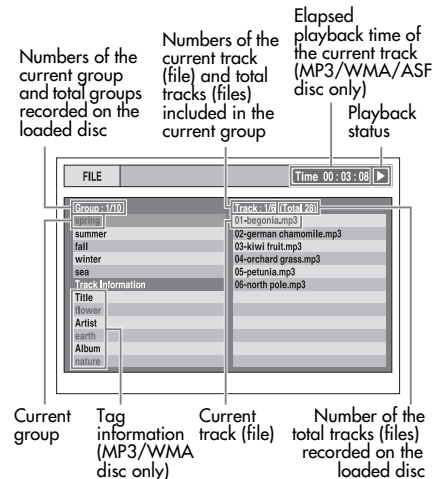 Numbers of the
current group
and total groups
recorded on the
loaded disc
Numbers of the
current track
(file) and total
tracks (files)
included in the
current group
Elapsed
playback time of
the current track
(MP3/WMA/ASF
disc only)
Playback
status
FILE
Time 00 : 03 : 08
Group : 1/10
spring
summer
fall
winter
sea
Track Information
Title
flower
Artist
earth
Album
nature
Track : 1/6 (Total 28)
01-begonia.mp3
02-german chamomile.mp3
03-kiwi fruit.mp3
04-orchard grass.mp3
05-petunia.mp3
06-north pole.mp3
Current
group
Tag
information
(MP3/WMA
disc only)
Current
track (file)
Number of the
total tracks (files)
recorded on the
loaded disc